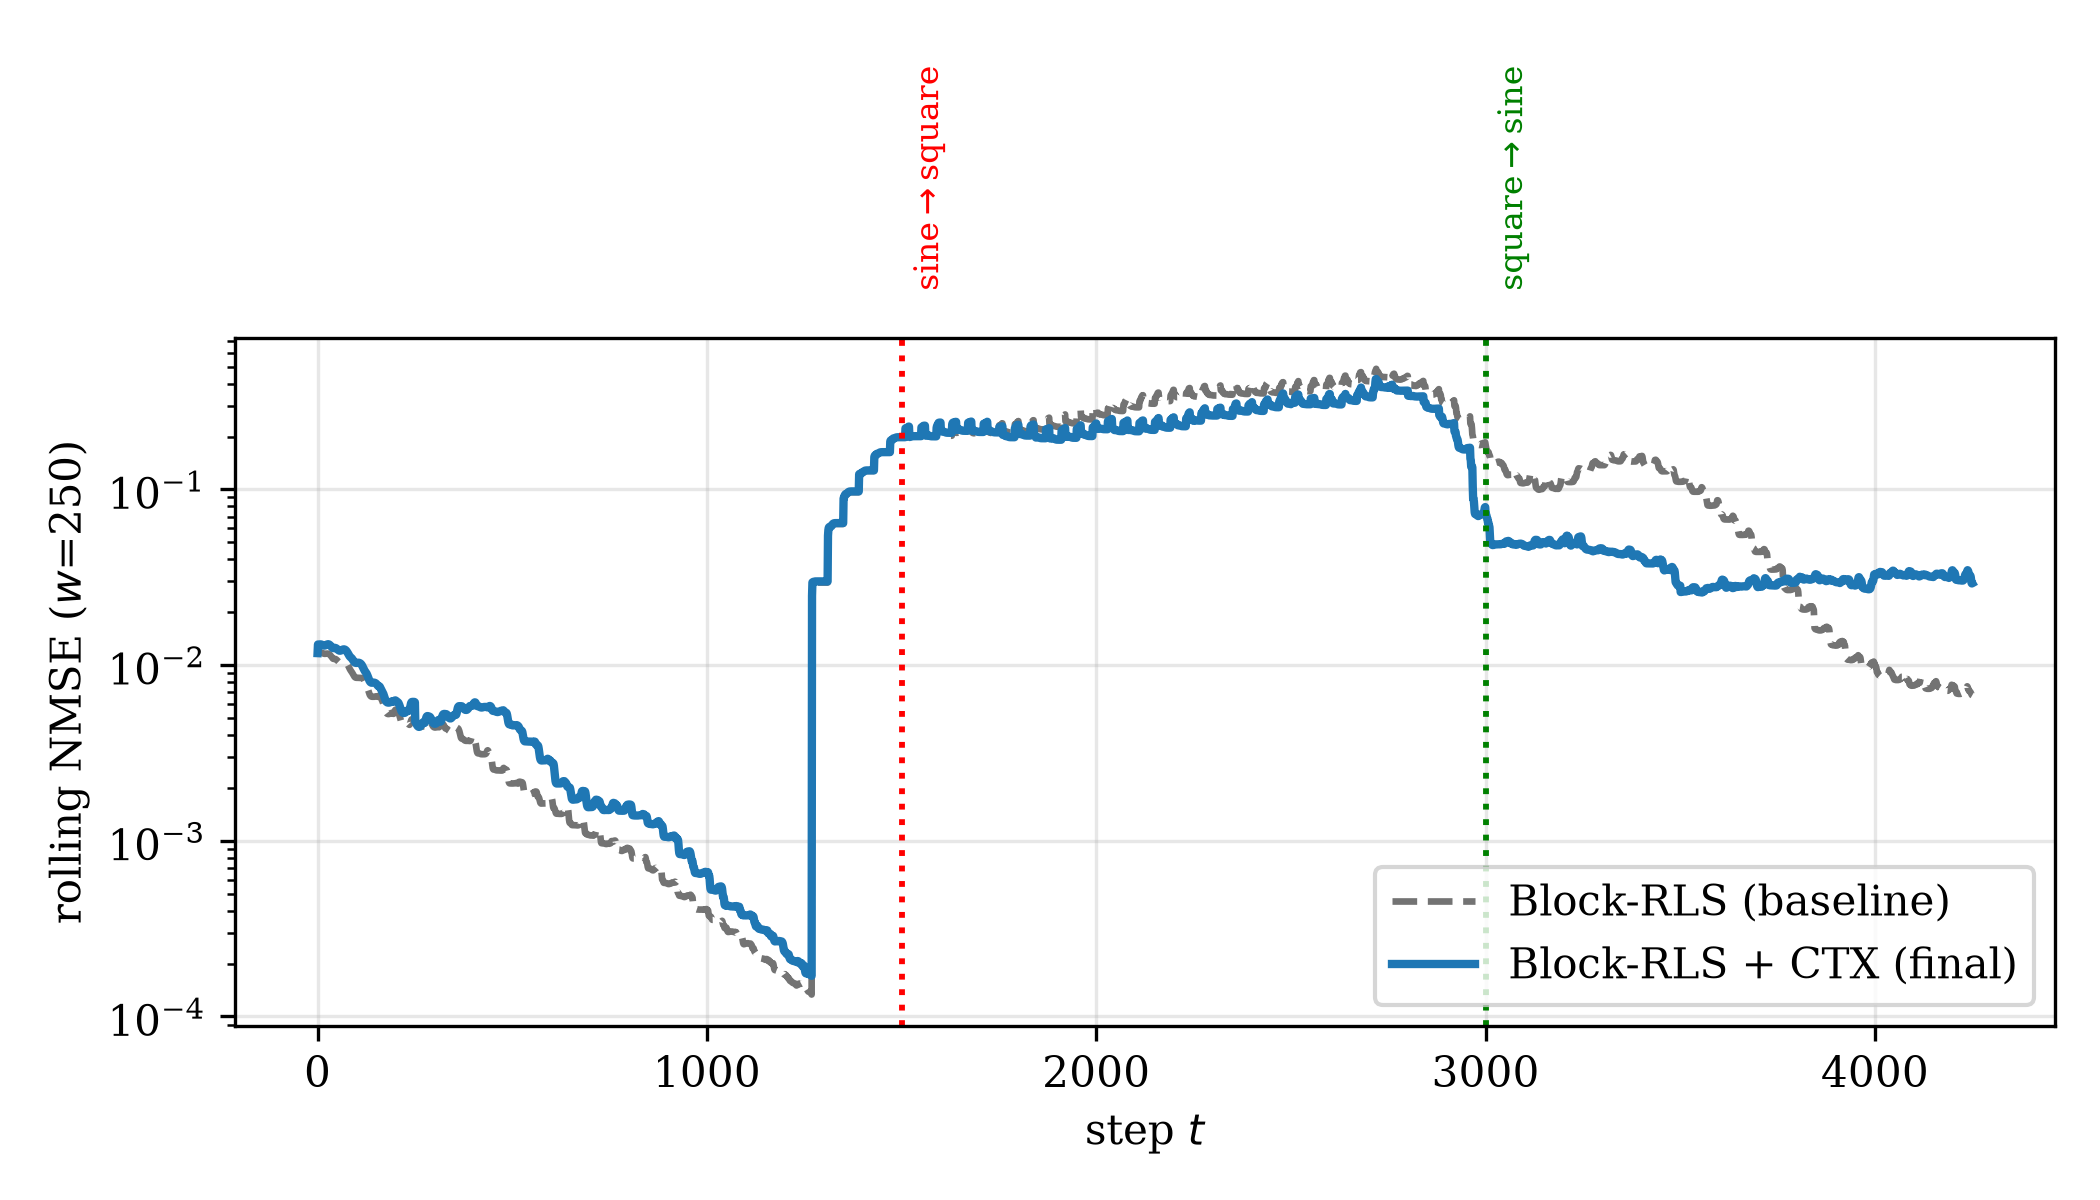 sine→square
square→sine
rolling NMSE (w=250)
10⁻¹
10⁻²
10⁻³
10⁻⁴
Block-RLS (baseline)
Block-RLS + CTX (final)
0 1000 2000 3000 4000
step t